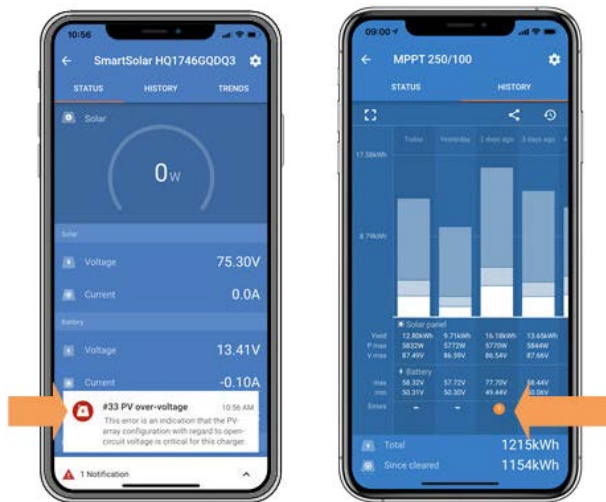 10:56
SmartSolar HQ1746GQDQ3
STATUS HISTORY TRENDS
Solar
0W
Solar
Voltage 75.30V
Current 0.0A
Battery
Voltage 13.41V
Current -0.10A
#33 PV over-voltage 10:56 AM
This error is an indication that the PV-
array configuration with regard to open-
circuit voltage is critical for this charger.
1 Notification
09:00
MPPT 250/100
STATUS HISTORY
Today Yesterday 2 days ago 3 days ago
17.58kWh
8.79kWh
Solar panel
Yield 12.80kWh 9.71kWh 16.18kWh 13.65kWh
P max 5832W 5772W 5770W 5844W
V max 87.49V 86.59V 86.54V 87.66V
Battery
max 58.32V 57.72V 77.70V 58.44V
min 50.31V 50.30V 49.44V
Errors - - 1
Total 1215kWh
Since cleared 1154kWh